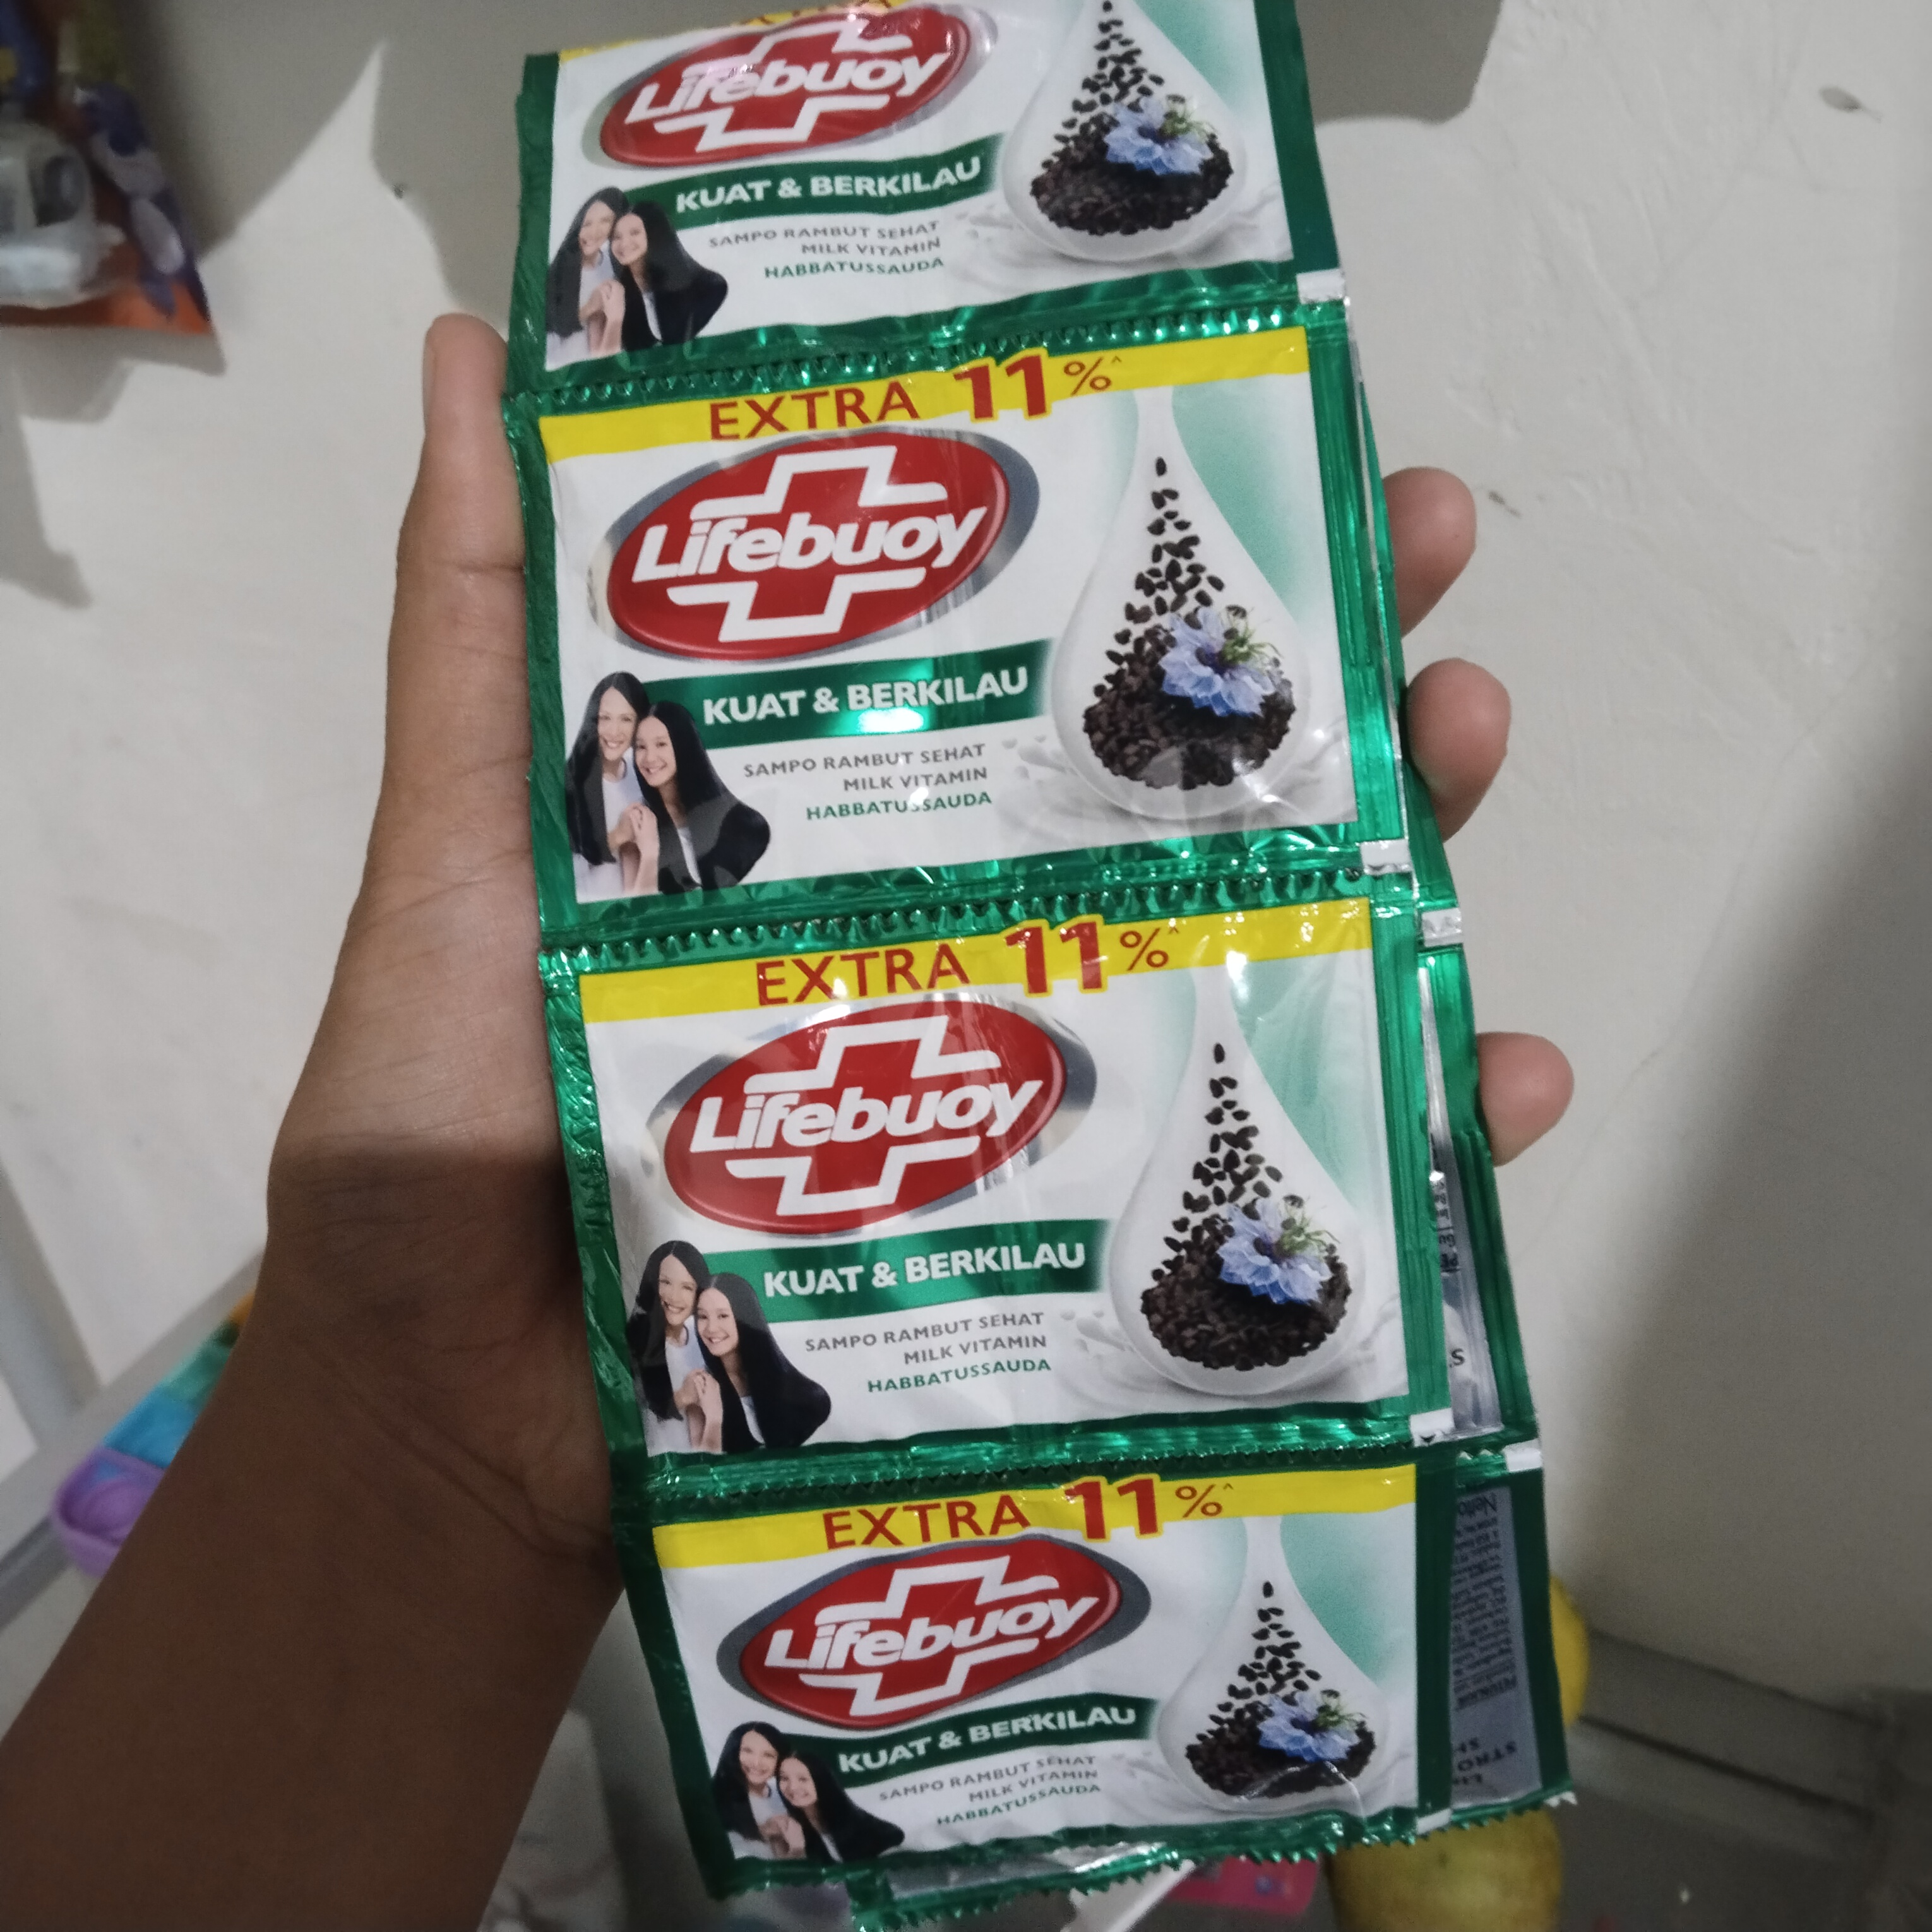 EXTRA
Lifebuoy
KUAT & BERKILAU
SAMPO RAMBUT SEHAT
MILK VITAMIN
HABBATUSSAUDA
EXTRA 11%^
Lifebuoy
KUAT & BERKILAU
SAMPO RAMBUT SEHAT
MILK VITAMIN
HABBATUSSAUDA
EXTRA 11%^
Lifebuoy
KUAT & BERKILAU
SAMPO RAMBUT SEHAT
MILK VITAMIN
HABBATUSSAUDA
EXTRA 11%^
Lifebuoy
KUAT & BERKILAU
SAMPO RAMBUT SEHAT
MILK VITAMIN
HABBATUSSAUDA
Netto